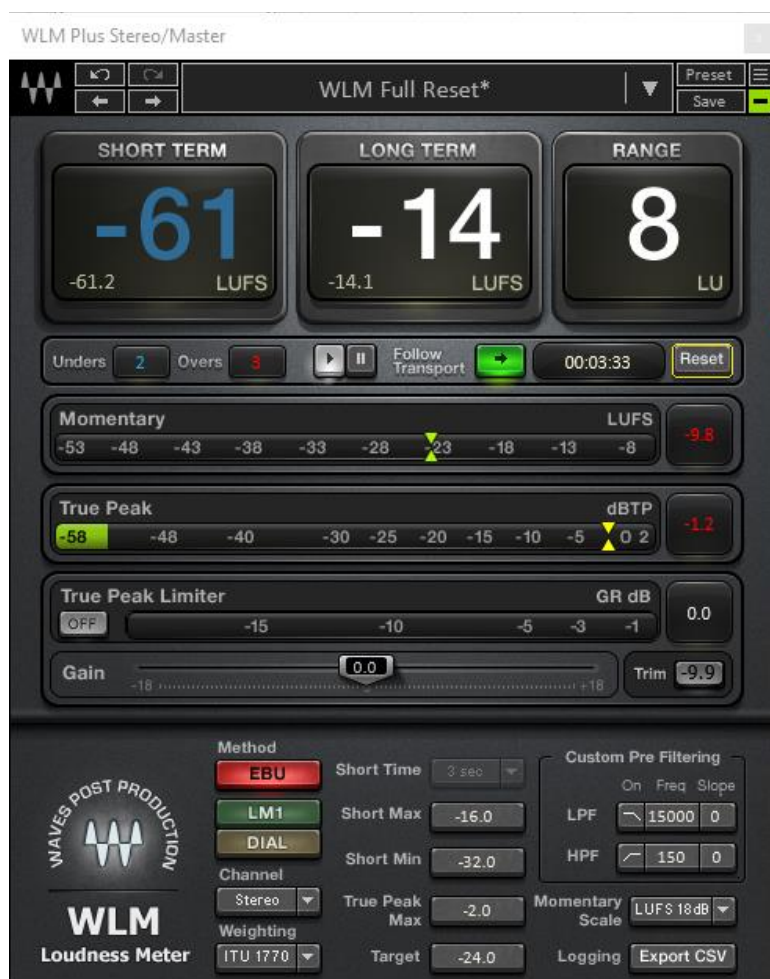 WLM Plus Stereo/Master
WLM Full Reset*
Preset
Save
SHORT TERM
-61
-61.2 LUFS
LONG TERM
-14
-14.1 LUFS
RANGE
8
LU
Unders 2 Overs 3 Follow Transport 00:03:33 Reset
Momentary LUFS
-53 -48 -43 -38 -33 -28 -23 -18 -13 -8
-9.8
True Peak dBTP
-58 -48 -40 -30 -25 -20 -15 -10 -5 0 2
-1.2
True Peak Limiter GR dB
OFF -15 -10 -5 -3 -1
0.0
Gain 0.0
-18 +18
Trim -9.9
WAVES POST PRODUCTION
WLM
Loudness Meter
Method
EBU
LM1
DIAL
Channel
Stereo
Weighting
ITU 1770
Short Time 3 sec
Short Max -16.0
Short Min -32.0
True Peak Max -2.0
Target -24.0
Custom Pre Filtering
On Freq Slope
LPF 15000 0
HPF 150 0
Momentary Scale LUFS 18dB
Logging Export CSV